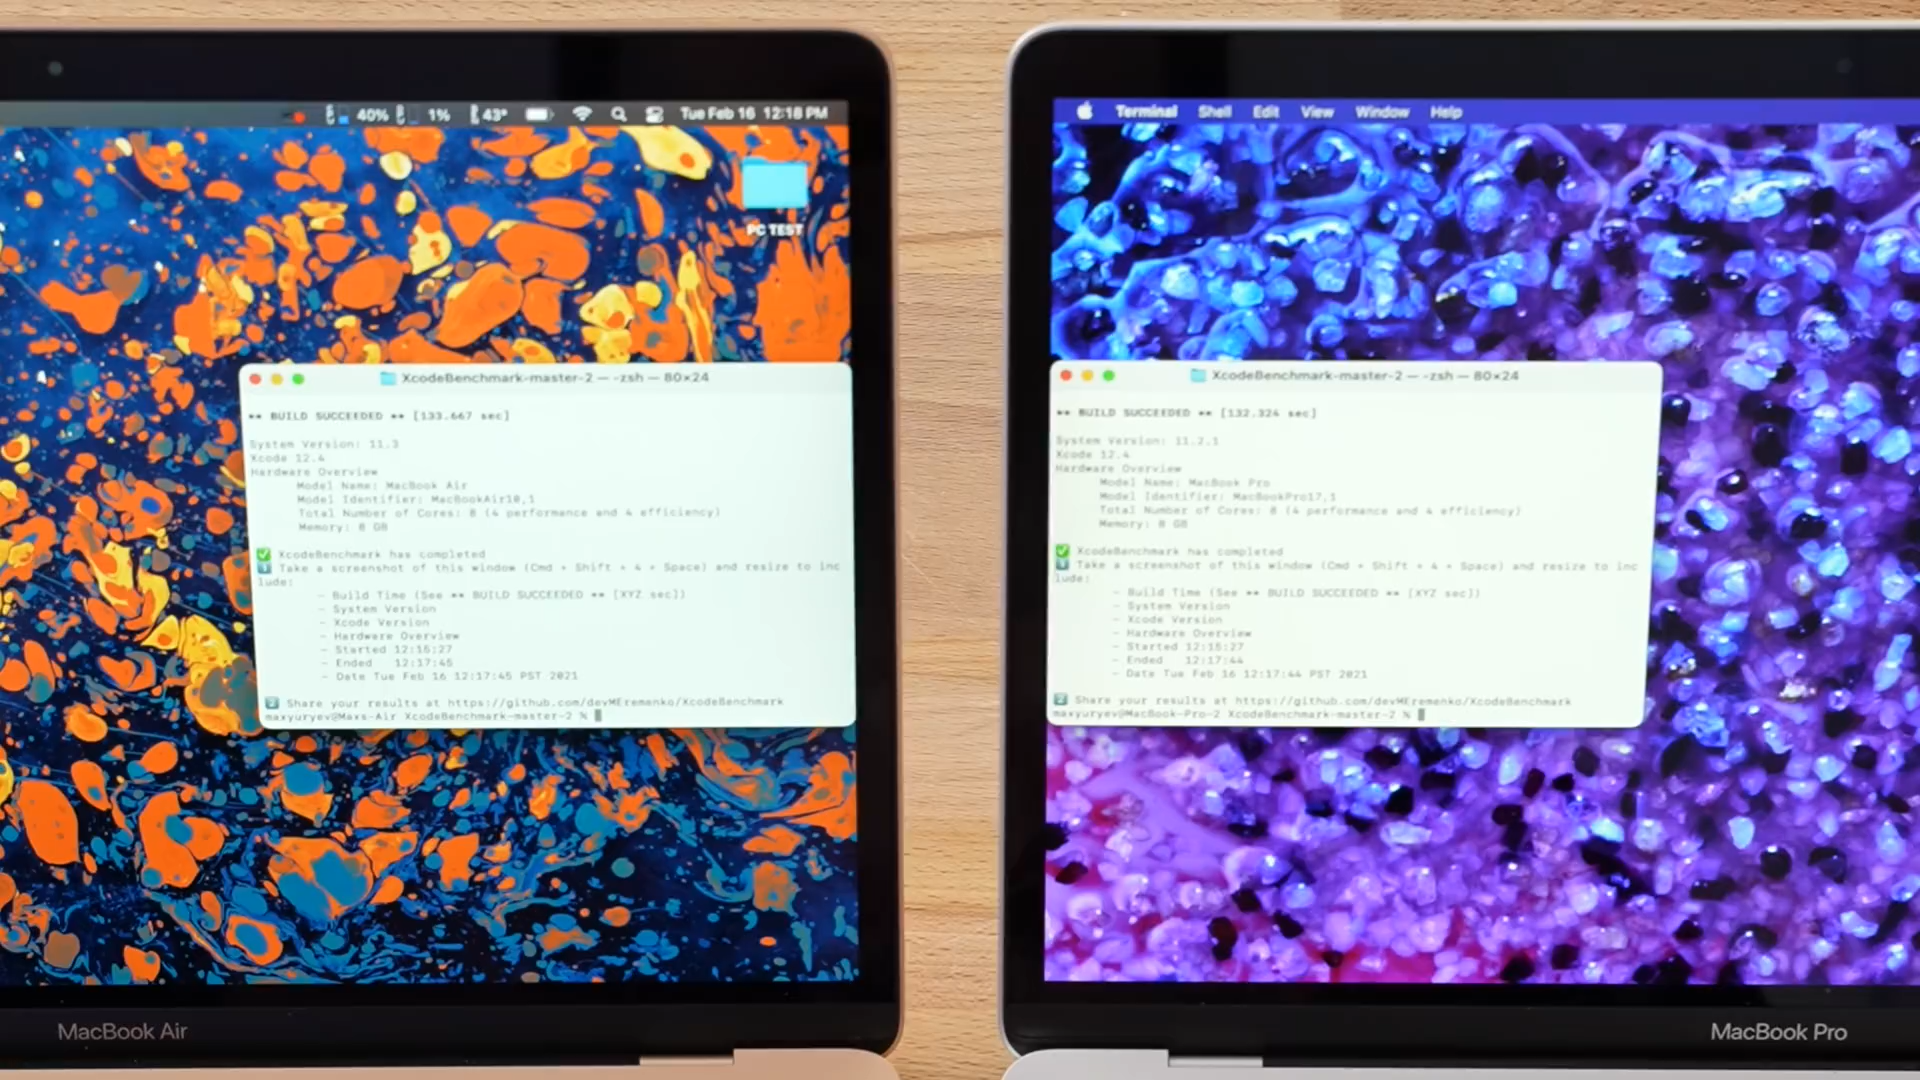 40% 1% 43° Tue Feb 16 12:18 PM
PC TEST
XcodeBenchmark-master-2 — -zsh — 80×24
** BUILD SUCCEEDED ** [133.667 sec]
System Version: 11.3
Xcode 12.4
Hardware Overview
Model Name: MacBook Air
Model Identifier: MacBookAir10,1
Total Number of Cores: 8 (4 performance and 4 efficiency)
Memory: 8 GB
✅ XcodeBenchmark has completed
1️⃣ Take a screenshot of this window (Cmd + Shift + 4 + Space) and resize to inc
lude:
- Build Time (See ** BUILD SUCCEEDED ** [XYZ sec])
- System Version
- Xcode Version
- Hardware Overview
- Started 12:15:27
- Ended 12:17:45
- Date Tue Feb 16 12:17:45 PST 2021
2️⃣ Share your results at https://github.com/devMEremenko/XcodeBenchmark
maxyuryev@Maxs-Air XcodeBenchmark-master-2 %
MacBook Air
Terminal Shell Edit View Window Help
XcodeBenchmark-master-2 — -zsh — 80×24
** BUILD SUCCEEDED ** [132.324 sec]
System Version: 11.2.1
Xcode 12.4
Hardware Overview
Model Name: MacBook Pro
Model Identifier: MacBookPro17,1
Total Number of Cores: 8 (4 performance and 4 efficiency)
Memory: 8 GB
✅ XcodeBenchmark has completed
1️⃣ Take a screenshot of this window (Cmd + Shift + 4 + Space) and resize to inc
lude:
- Build Time (See ** BUILD SUCCEEDED ** [XYZ sec])
- System Version
- Xcode Version
- Hardware Overview
- Started 12:15:27
- Ended 12:17:44
- Date Tue Feb 16 12:17:44 PST 2021
2️⃣ Share your results at https://github.com/devMEremenko/XcodeBenchmark
maxyuryev@MacBook-Pro-2 XcodeBenchmark-master-2 %
MacBook Pro